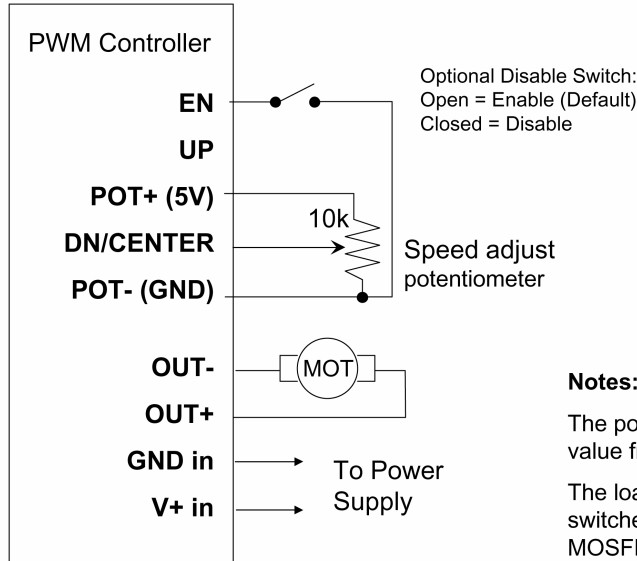 PWM Controller
EN
UP
POT+ (5V)
DN/CENTER
POT- (GND)
OUT-
OUT+
GND in
V+ in
Optional Disable Switch:
Open = Enable (Default)
Closed = Disable
10k
Speed adjust
potentiometer
MOT
To Power
Supply
Notes:
The po
value f
The loa
switche
MOSF